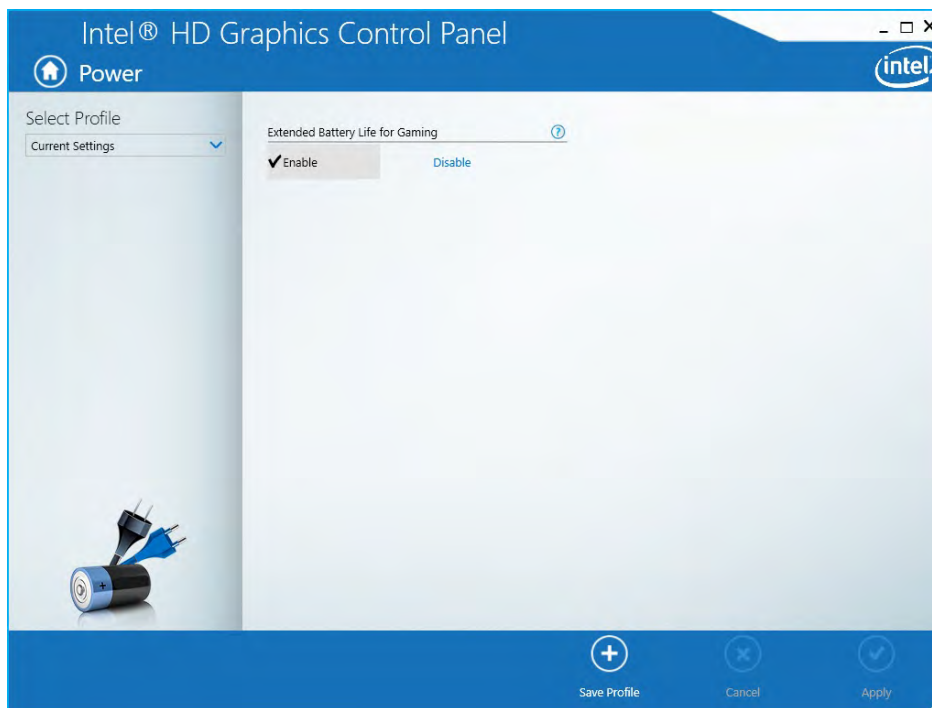 Intel® HD Graphics Control Panel
Power
intel
Select Profile
Current Settings
Extended Battery Life for Gaming
?
Enable
Disable
Save Profile
Cancel
Apply